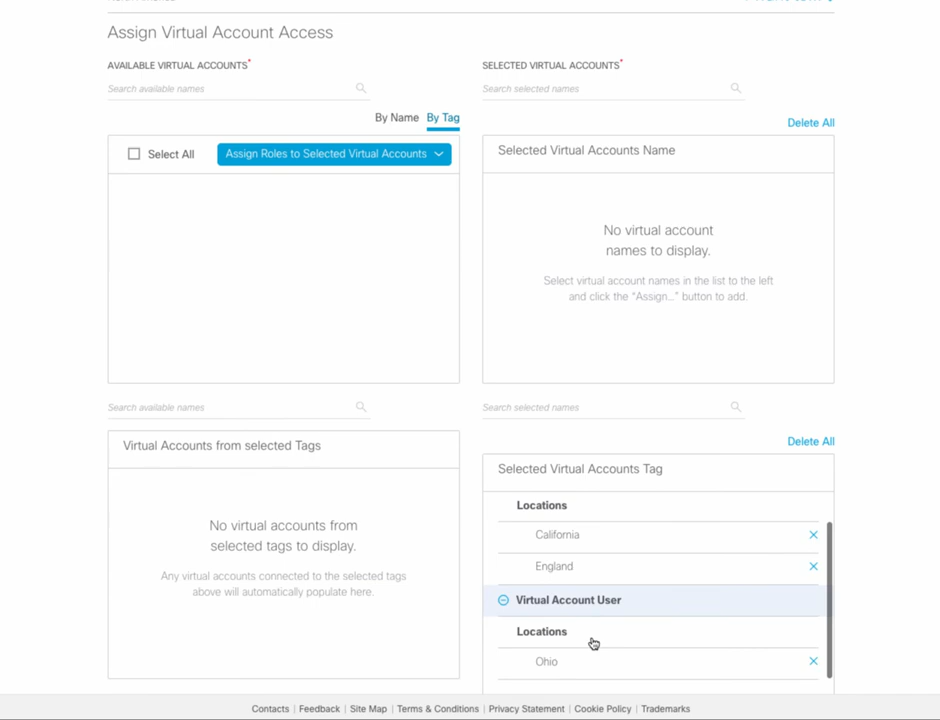 Assign Virtual Account Access
AVAILABLE VIRTUAL ACCOUNTS*
SELECTED VIRTUAL ACCOUNTS*
Search available names
Search selected names
By Name By Tag
Delete All
Select All
Assign Roles to Selected Virtual Accounts
Selected Virtual Accounts Name
No virtual account
names to display.
Select virtual account names in the list to the left
and click the “Assign...” button to add.
Search available names
Search selected names
Delete All
Virtual Accounts from selected Tags
No virtual accounts from
selected tags to display.
Any virtual accounts connected to the selected tags
above will automatically populate here.
Selected Virtual Accounts Tag
Locations
California
England
Virtual Account User
Locations
Ohio
Contacts | Feedback | Site Map | Terms & Conditions | Privacy Statement | Cookie Policy | Trademarks